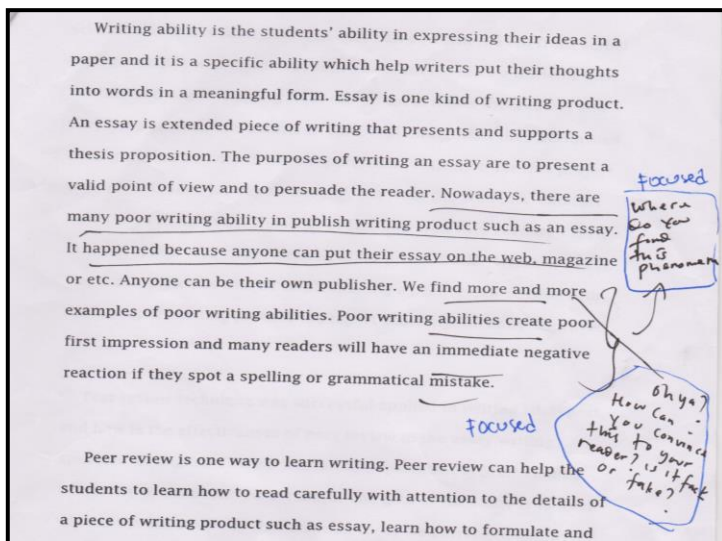 Writing ability is the students' ability in expressing their ideas in a
paper and it is a specific ability which help writers put their thoughts
into words in a meaningful form. Essay is one kind of writing product.
An essay is extended piece of writing that presents and supports a
thesis proposition. The purposes of writing an essay are to present a
valid point of view and to persuade the reader. Nowadays, there are
many poor writing ability in publish writing product such as an essay.
It happened because anyone can put their essay on the web, magazine
or etc. Anyone can be their own publisher. We find more and more
examples of poor writing abilities. Poor writing abilities create poor
first impression and many readers will have an immediate negative
reaction if they spot a spelling or grammatical mistake.
Focused
where
do you
find
this
phenomen
Focused
oh ya?
How can
you convince
this to your
reader? is it fact
or fake?
Peer review is one way to learn writing. Peer review can help the
students to learn how to read carefully with attention to the details of
a piece of writing product such as essay, learn how to formulate and